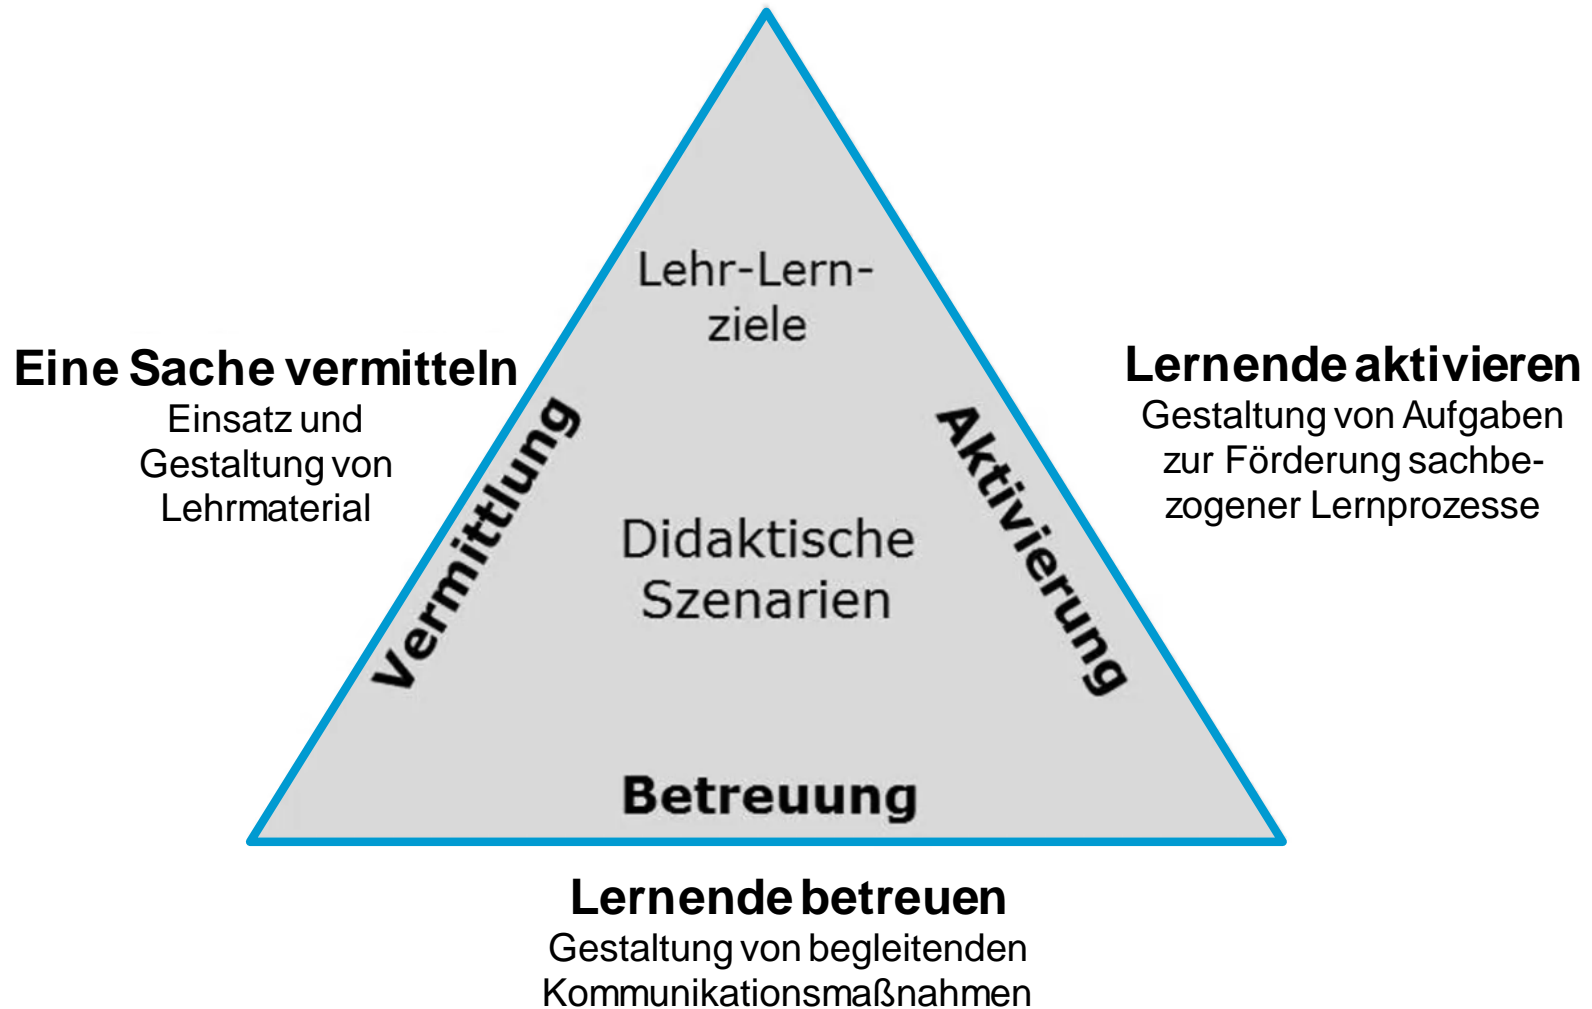 Lehr-Lern-
ziele
Eine Sache vermitteln
Einsatz und
Gestaltung von
Lehrmaterial
Vermittlung
Didaktische
Szenarien
Aktivierung
Lernende aktivieren
Gestaltung von Aufgaben
zur Förderung sachbe-
zogener Lernprozesse
Betreuung
Lernende betreuen
Gestaltung von begleitenden
Kommunikationsmaßnahmen